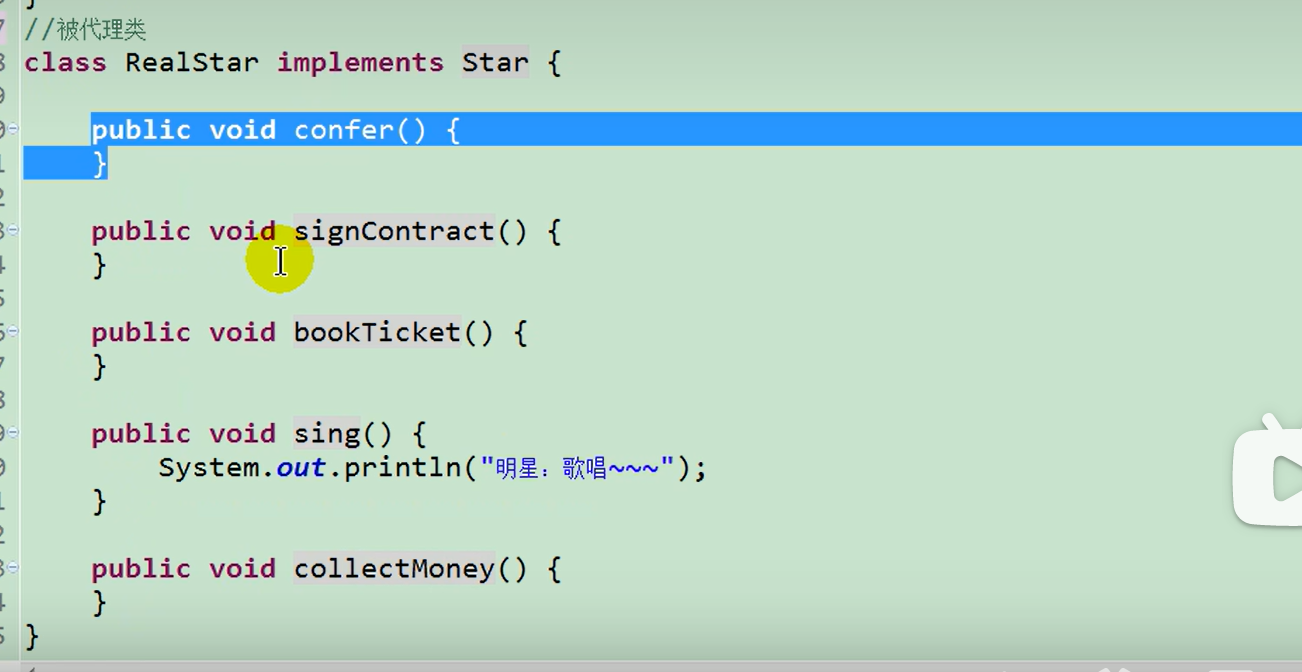 //被代理类
class RealStar implements Star {
public void confer() {
}
public void signContract() {
}
public void bookTicket() {
}
public void sing() {
System.out.println("明星：歌唱~~~");
}
public void collectMoney() {
}
}